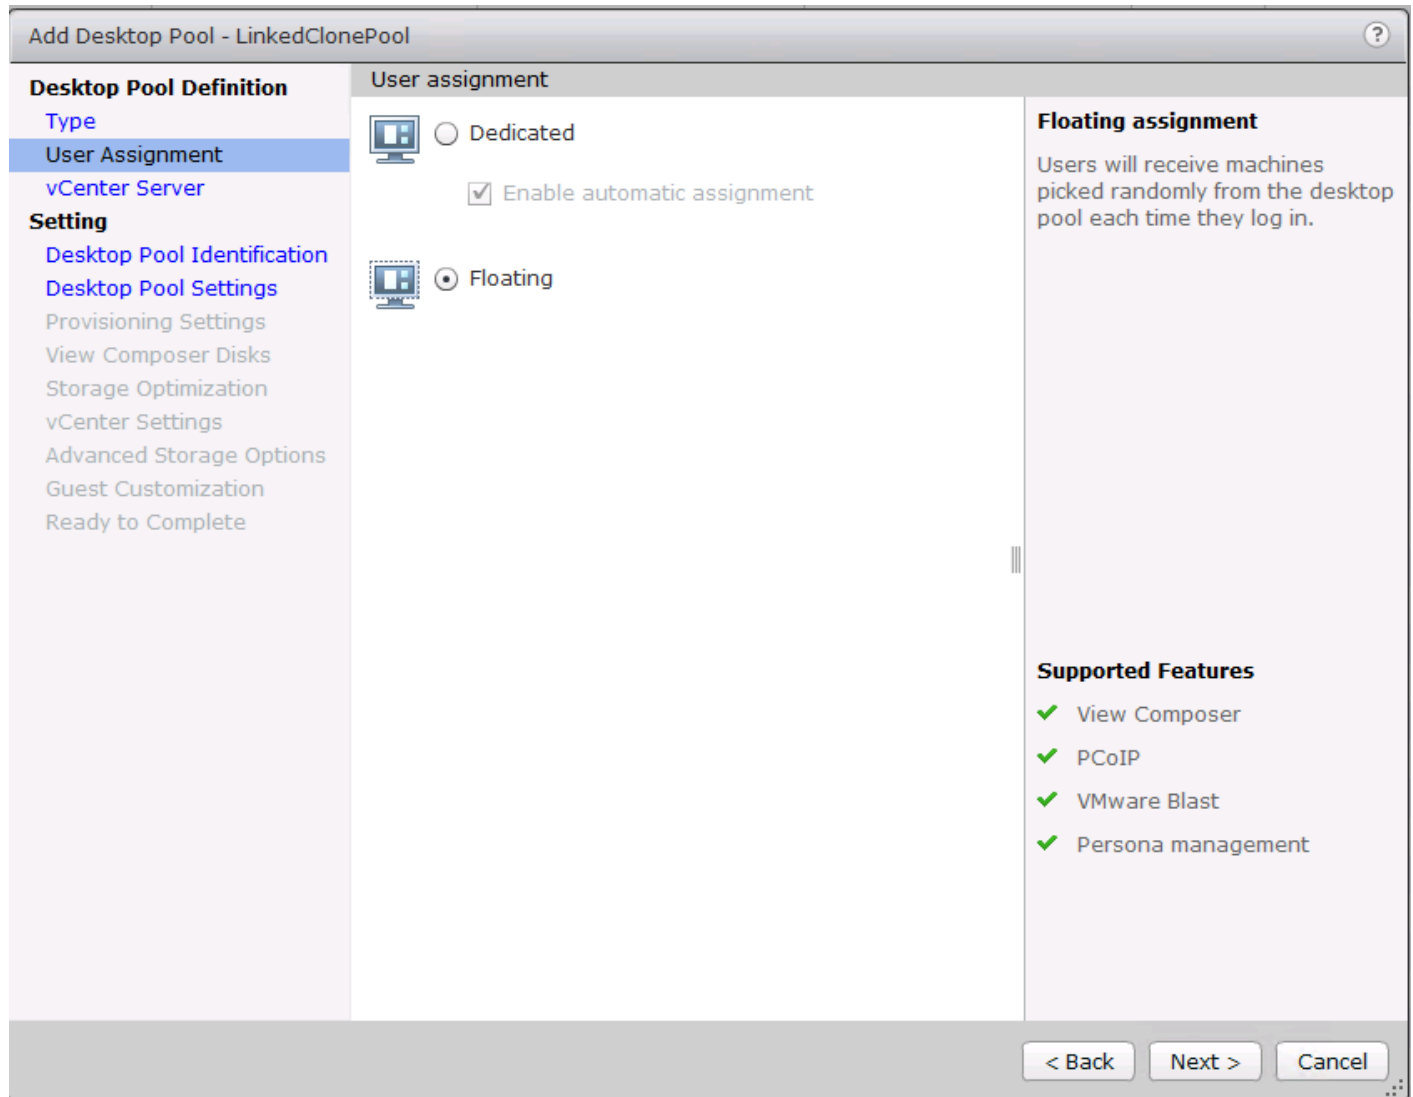 Add Desktop Pool - LinkedClonePool
?
Desktop Pool Definition
Type
User Assignment
vCenter Server
Setting
Desktop Pool Identification
Desktop Pool Settings
Provisioning Settings
View Composer Disks
Storage Optimization
vCenter Settings
Advanced Storage Options
Guest Customization
Ready to Complete
User assignment
Dedicated
Enable automatic assignment
Floating
Floating assignment
Users will receive machines
picked randomly from the desktop
pool each time they log in.
Supported Features
View Composer
PCoIP
VMware Blast
Persona management
< Back
Next >
Cancel